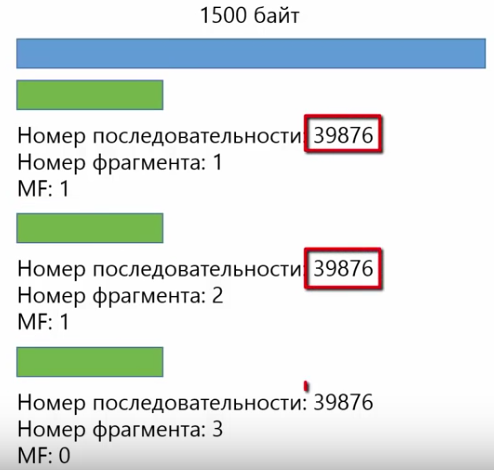 1500 байт
Номер последовательности: 39876
Номер фрагмента: 1
MF: 1
Номер последовательности: 39876
Номер фрагмента: 2
MF: 1
Номер последовательности: 39876
Номер фрагмента: 3
MF: 0